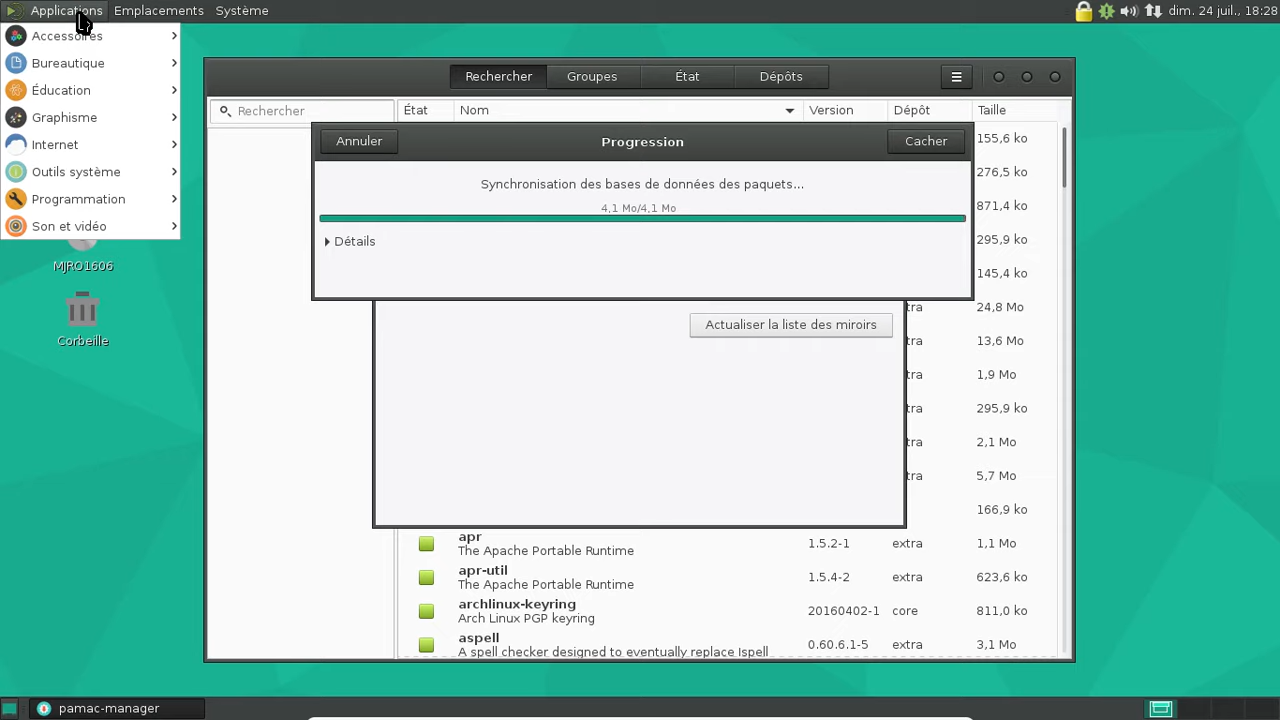 Applications Emplacements Système dim. 24 juil., 18:28
Accessoires
Bureautique
Éducation
Graphisme
Internet
Outils système
Programmation
Son et vidéo
MJRO1606
Corbeille
Rechercher Groupes État Dépôts
Rechercher État Nom Version Dépôt Taille
Annuler Progression Cacher
Synchronisation des bases de données des paquets...
4,1 Mo/4,1 Mo
Détails
Actualiser la liste des miroirs
155,6 ko
276,5 ko
871,4 ko
295,9 ko
145,4 ko
tra 24,8 Mo
tra 13,6 Mo
tra 1,9 Mo
tra 295,9 ko
tra 2,1 Mo
tra 5,7 Mo
166,9 ko
apr 1.5.2-1 extra 1,1 Mo
The Apache Portable Runtime
apr-util 1.5.4-2 extra 623,6 ko
The Apache Portable Runtime
archlinux-keyring 20160402-1 core 811,0 ko
Arch Linux PGP keyring
aspell 0.60.6.1-5 extra 3,1 Mo
A spell checker designed to eventually replace Ispell
pamac-manager